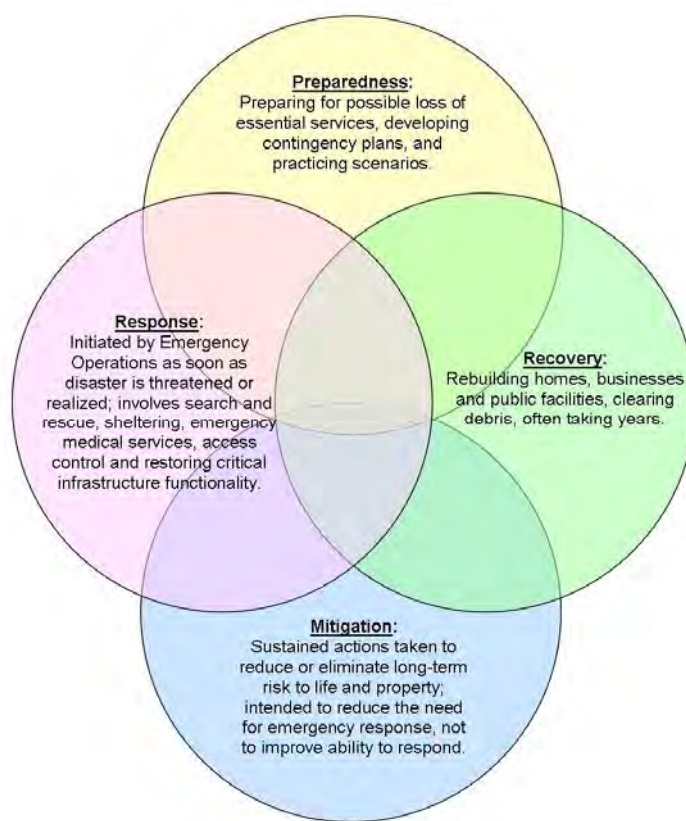 Preparedness:
Preparing for possible loss of
essential services, developing
contingency plans, and
practicing scenarios.
Response:
Initiated by Emergency
Operations as soon as
disaster is threatened or
realized; involves search and
rescue, sheltering, emergency
medical services, access
control and restoring critical
infrastructure functionality.
Recovery:
Rebuilding homes, businesses
and public facilities, clearing
debris, often taking years.
Mitigation:
Sustained actions taken to
reduce or eliminate long-term
risk to life and property;
intended to reduce the need
for emergency response, not
to improve ability to respond.